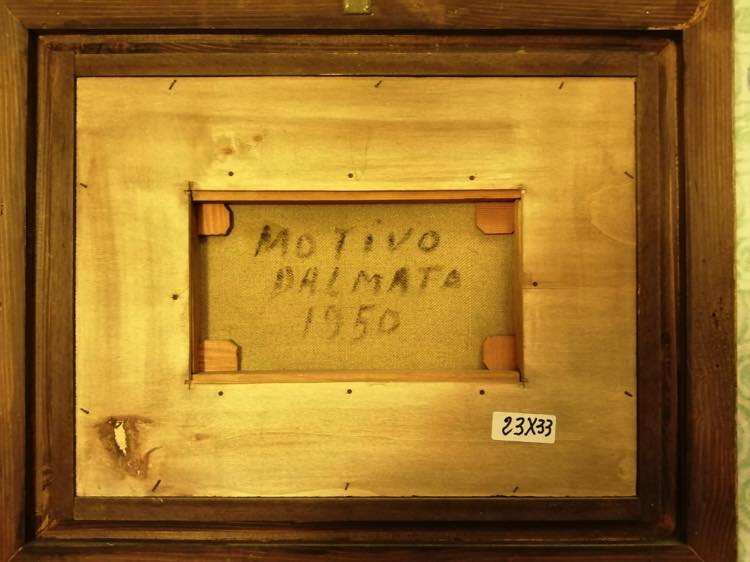 MOTIVO
DALMATA
1950
23X33